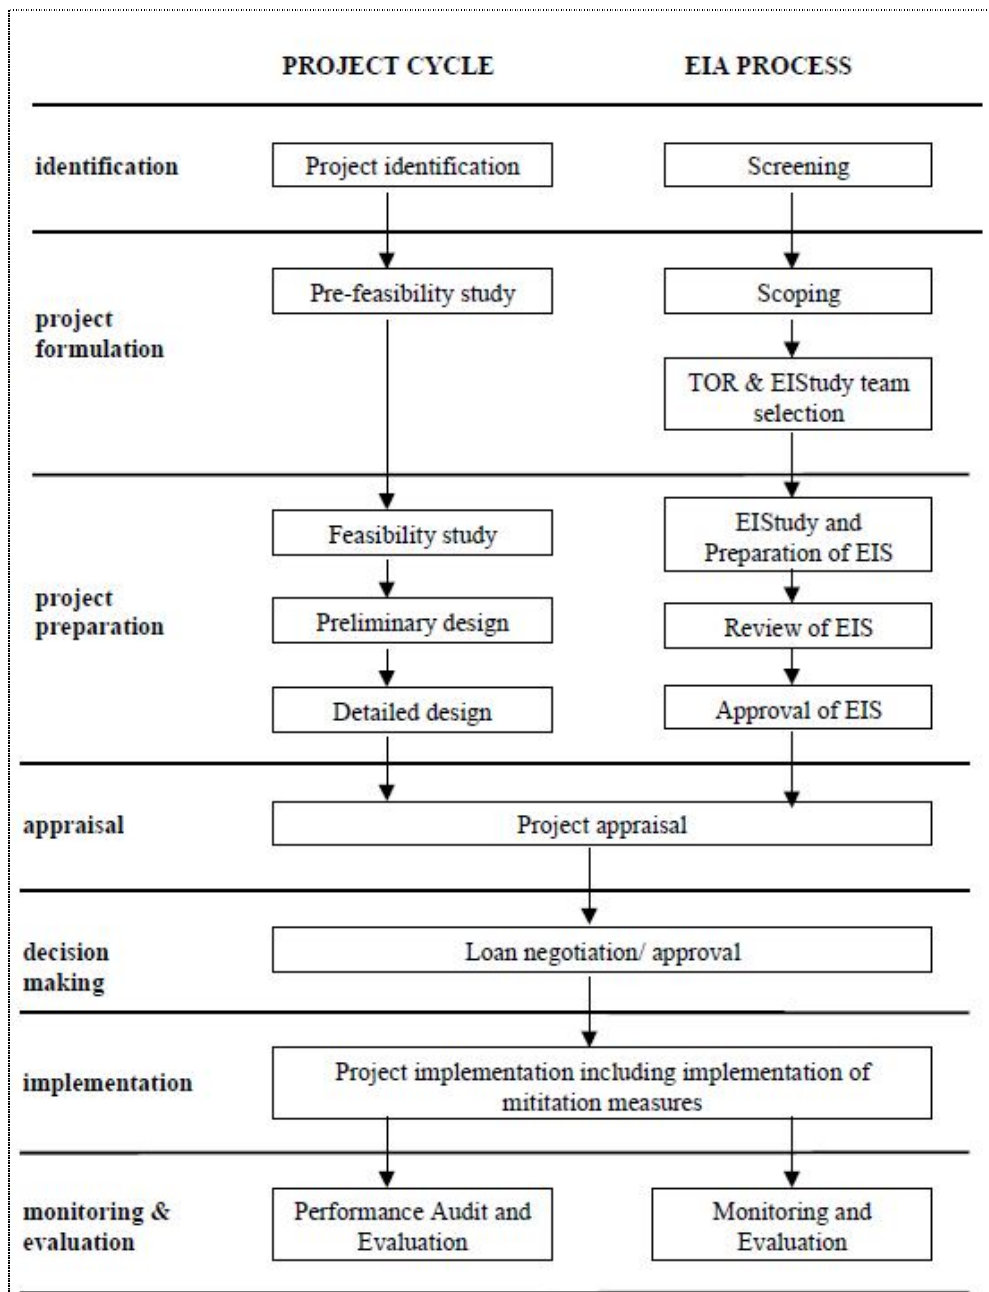 PROJECT CYCLE
EIA PROCESS
identification
Project identification
Screening
project
formulation
Pre-feasibility study
Scoping
TOR & EIStudy team
selection
project
preparation
Feasibility study
EIStudy and
Preparation of EIS
Preliminary design
Review of EIS
Detailed design
Approval of EIS
appraisal
Project appraisal
decision
making
Loan negotiation/ approval
implementation
Project implementation including implementation of
mititation measures
monitoring &
evaluation
Performance Audit and
Evaluation
Monitoring and
Evaluation